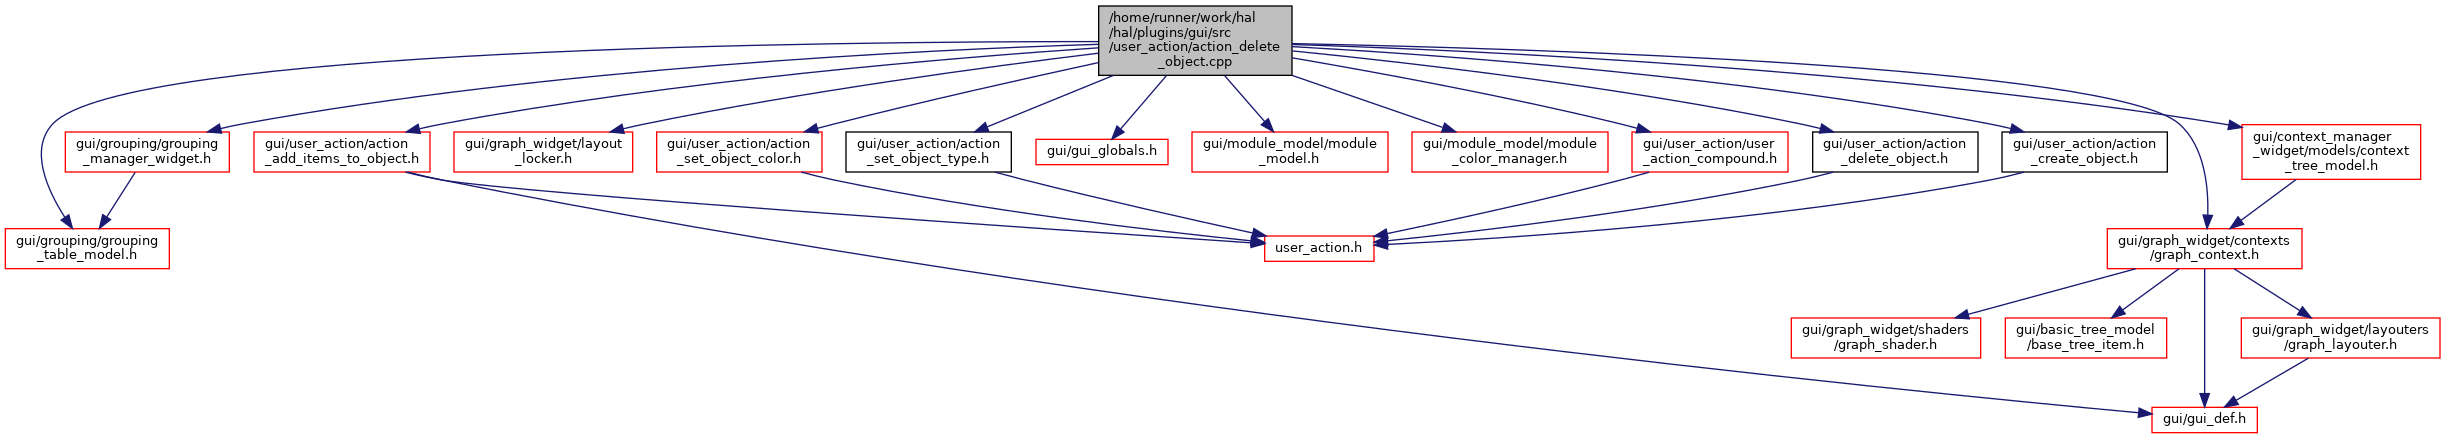 /home/runner/work/hal
/hal/plugins/gui/src
/user_action/action_delete
_object.cpp
gui/grouping/grouping
_manager_widget.h
gui/user_action/action
_add_items_to_object.h
gui/graph_widget/layout
_locker.h
gui/user_action/action
_set_object_color.h
gui/user_action/action
_set_object_type.h
gui/gui_globals.h
gui/module_model/module
_model.h
gui/module_model/module
_color_manager.h
gui/user_action/user
_action_compound.h
gui/user_action/action
_delete_object.h
gui/user_action/action
_create_object.h
gui/context_manager
_widget/models/context
_tree_model.h
gui/grouping/grouping
_table_model.h
user_action.h
gui/graph_widget/contexts
/graph_context.h
gui/graph_widget/shaders
/graph_shader.h
gui/basic_tree_model
/base_tree_item.h
gui/graph_widget/layouters
/graph_layouter.h
gui/gui_def.h